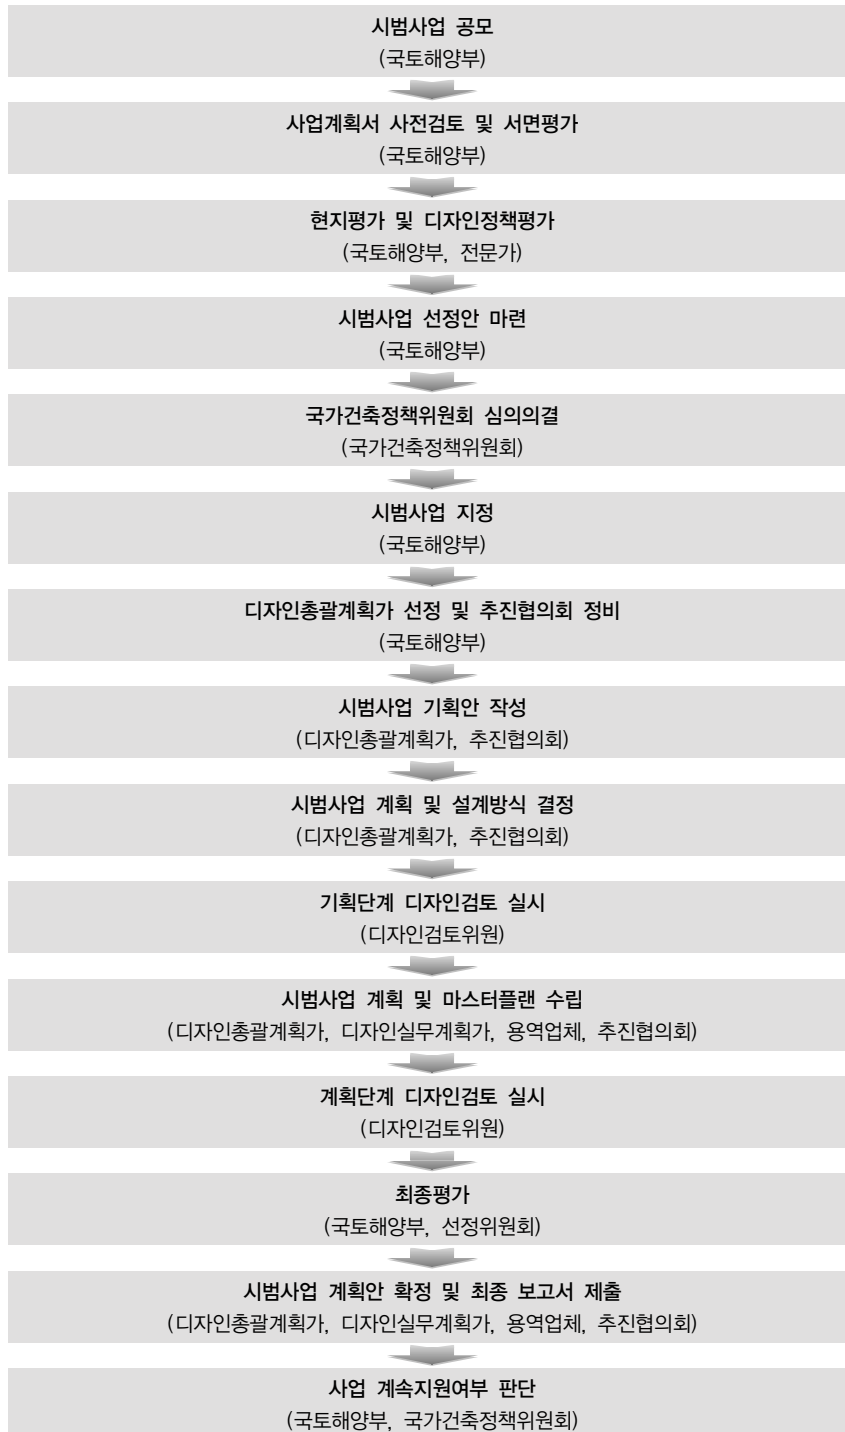 시범사업 공모
(국토해양부)
사업계획서 사전검토 및 서면평가
(국토해양부)
현지평가 및 디자인정책평가
(국토해양부, 전문가)
시범사업 선정안 마련
(국토해양부)
국가건축정책위원회 심의의결
(국가건축정책위원회)
시범사업 지정
(국토해양부)
디자인총괄계획가 선정 및 추진협의회 정비
(국토해양부)
시범사업 기획안 작성
(디자인총괄계획가, 추진협의회)
시범사업 계획 및 설계방식 결정
(디자인총괄계획가, 추진협의회)
기획단계 디자인검토 실시
(디자인검토위원)
시범사업 계획 및 마스터플랜 수립
(디자인총괄계획가, 디자인실무계획가, 용역업체, 추진협의회)
계획단계 디자인검토 실시
(디자인검토위원)
최종평가
(국토해양부, 선정위원회)
시범사업 계획안 확정 및 최종 보고서 제출
(디자인총괄계획가, 디자인실무계획가, 용역업체, 추진협의회)
사업 계속지원여부 판단
(국토해양부, 국가건축정책위원회)